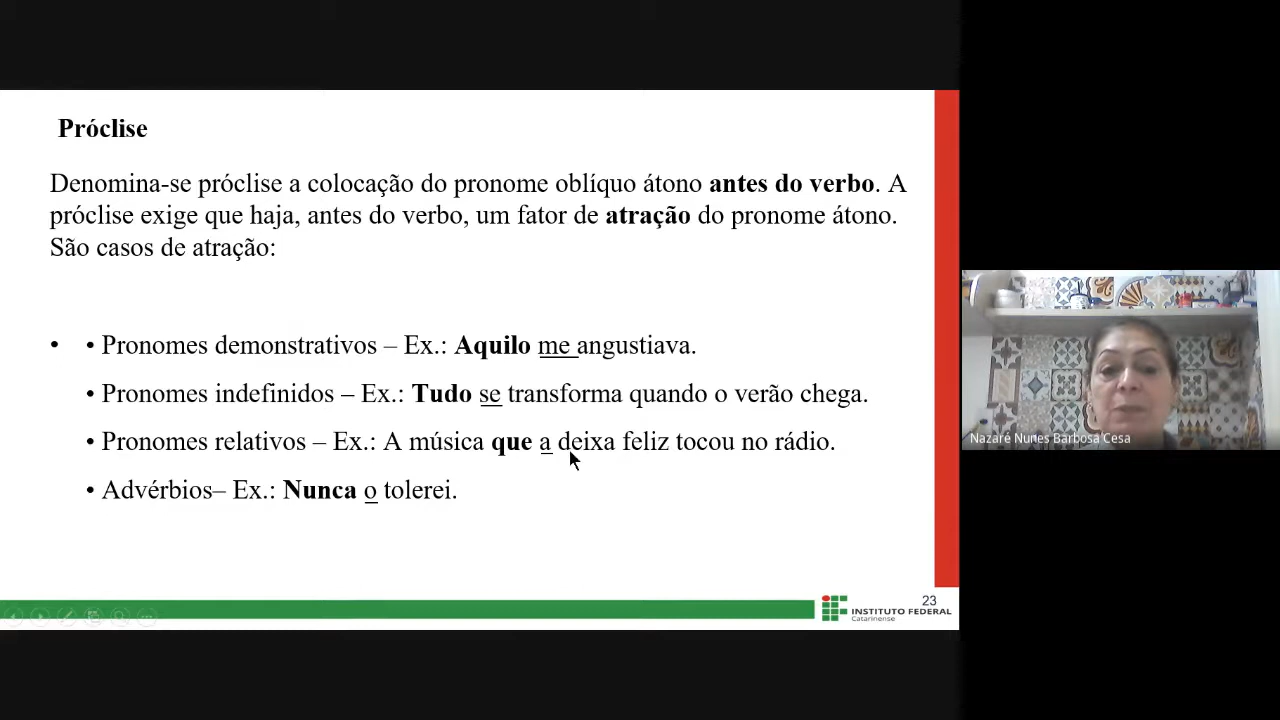 Próclise
Denomina-se próclise a colocação do pronome oblíquo átono antes do verbo. A
próclise exige que haja, antes do verbo, um fator de atração do pronome átono.
São casos de atração:
• • Pronomes demonstrativos – Ex.: Aquilo me angustiava.
• Pronomes indefinidos – Ex.: Tudo se transforma quando o verão chega.
• Pronomes relativos – Ex.: A música que a deixa feliz tocou no rádio.
• Advérbios– Ex.: Nunca o tolerei.
23
INSTITUTO FEDERAL
Catarinense
Nazaré Nunes Barbosa Cesa